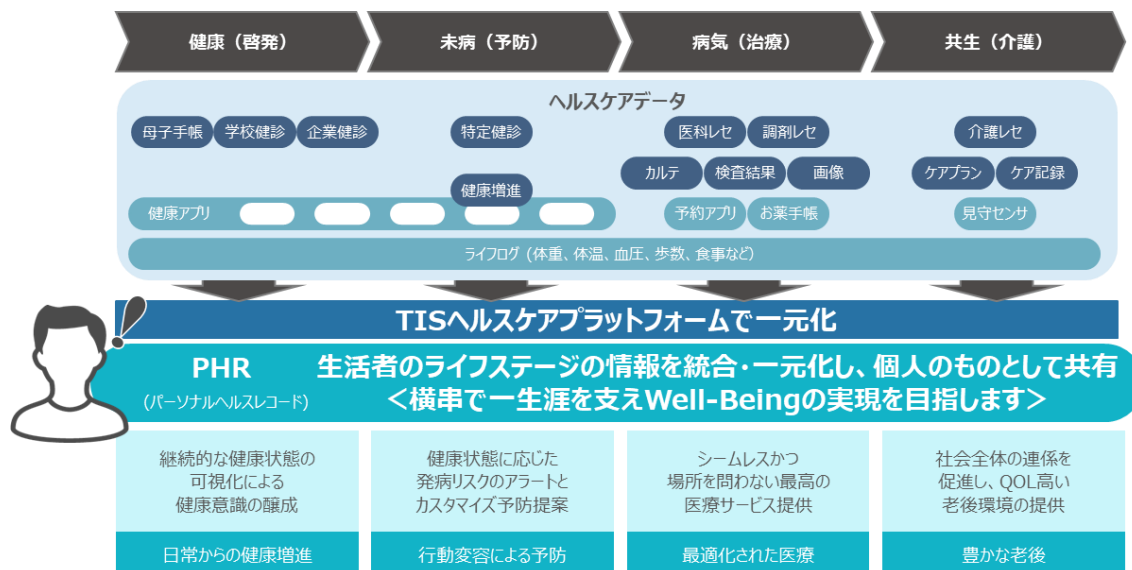 健康（啓発）
未病（予防）
病気（治療）
共生（介護）
ヘルスケアデータ
母子手帳
学校健診
企業健診
特定健診
医科レセ
調剤レセ
介護レセ
カルテ
検査結果
画像
ケアプラン
ケア記録
健康増進
健康アプリ
予約アプリ
お薬手帳
見守センサ
ライフログ（体重、体温、血圧、歩数、食事など）
TISヘルスケアプラットフォームで一元化
PHR
(パーソナルヘルスレコード)
生活者のライフステージの情報を統合・一元化し、個人のものとして共有
＜横串で一生涯を支えWell-Beingの実現を目指します＞
継続的な健康状態の
可視化による
健康意識の醸成
健康状態に応じた
発病リスクのアラートと
カスタマイズ予防提案
シームレスかつ
場所を問わない最高の
医療サービス提供
社会全体の連係を
促進し、QOL高い
老後環境の提供
日常からの健康増進
行動変容による予防
最適化された医療
豊かな老後